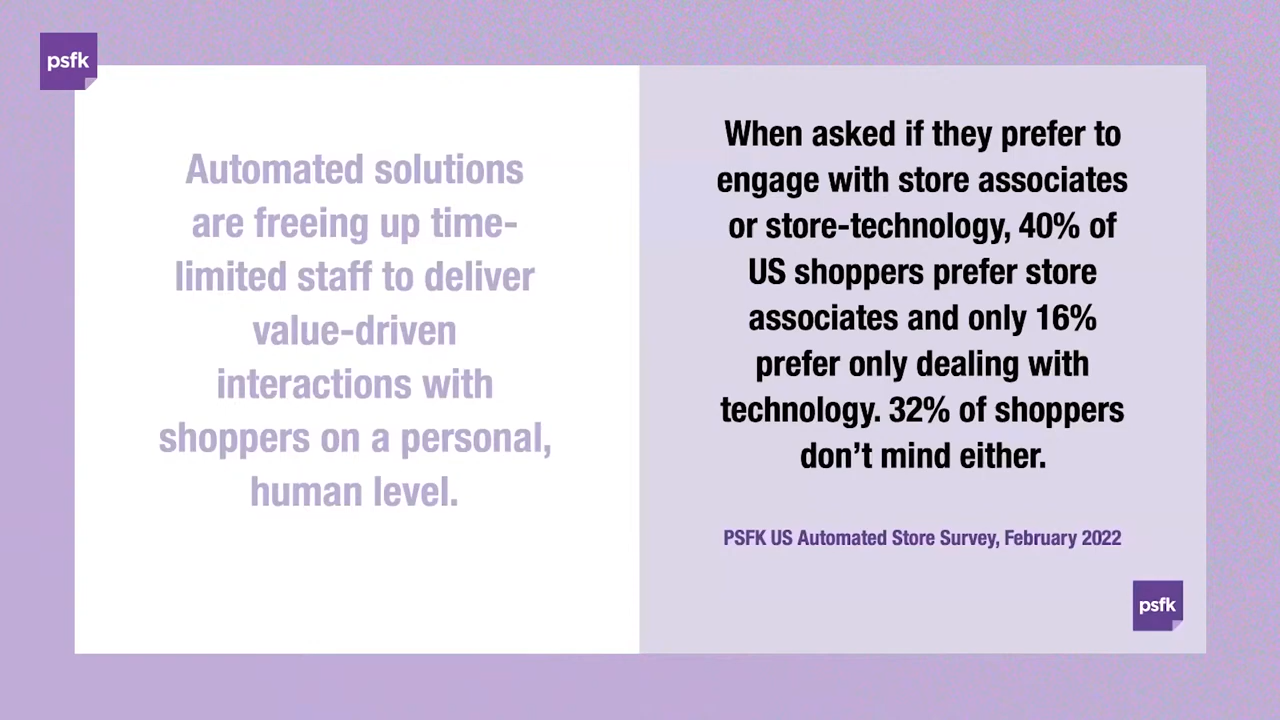 psfk
Automated solutions
are freeing up time-
limited staff to deliver
value-driven
interactions with
shoppers on a personal,
human level.
When asked if they prefer to
engage with store associates
or store-technology, 40% of
US shoppers prefer store
associates and only 16%
prefer only dealing with
technology. 32% of shoppers
don’t mind either.
PSFK US Automated Store Survey, February 2022
psfk